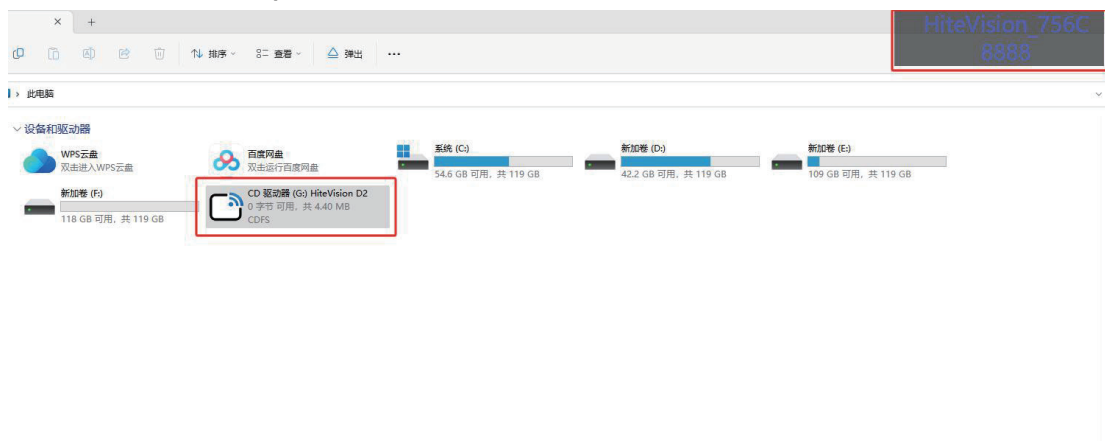 HiteVision_756C
8888
排序
查看
弹出
此电脑
设备和驱动器
WPS云盘
双击进入WPS云盘
百度网盘
双击运行百度网盘
系统 (C:)
54.6 GB 可用，共 119 GB
新加卷 (D:)
42.2 GB 可用，共 119 GB
新加卷 (E:)
109 GB 可用，共 119 GB
新加卷 (F:)
118 GB 可用，共 119 GB
CD 驱动器 (G:) HiteVision D2
0 字节 可用，共 4.40 MB
CDFS